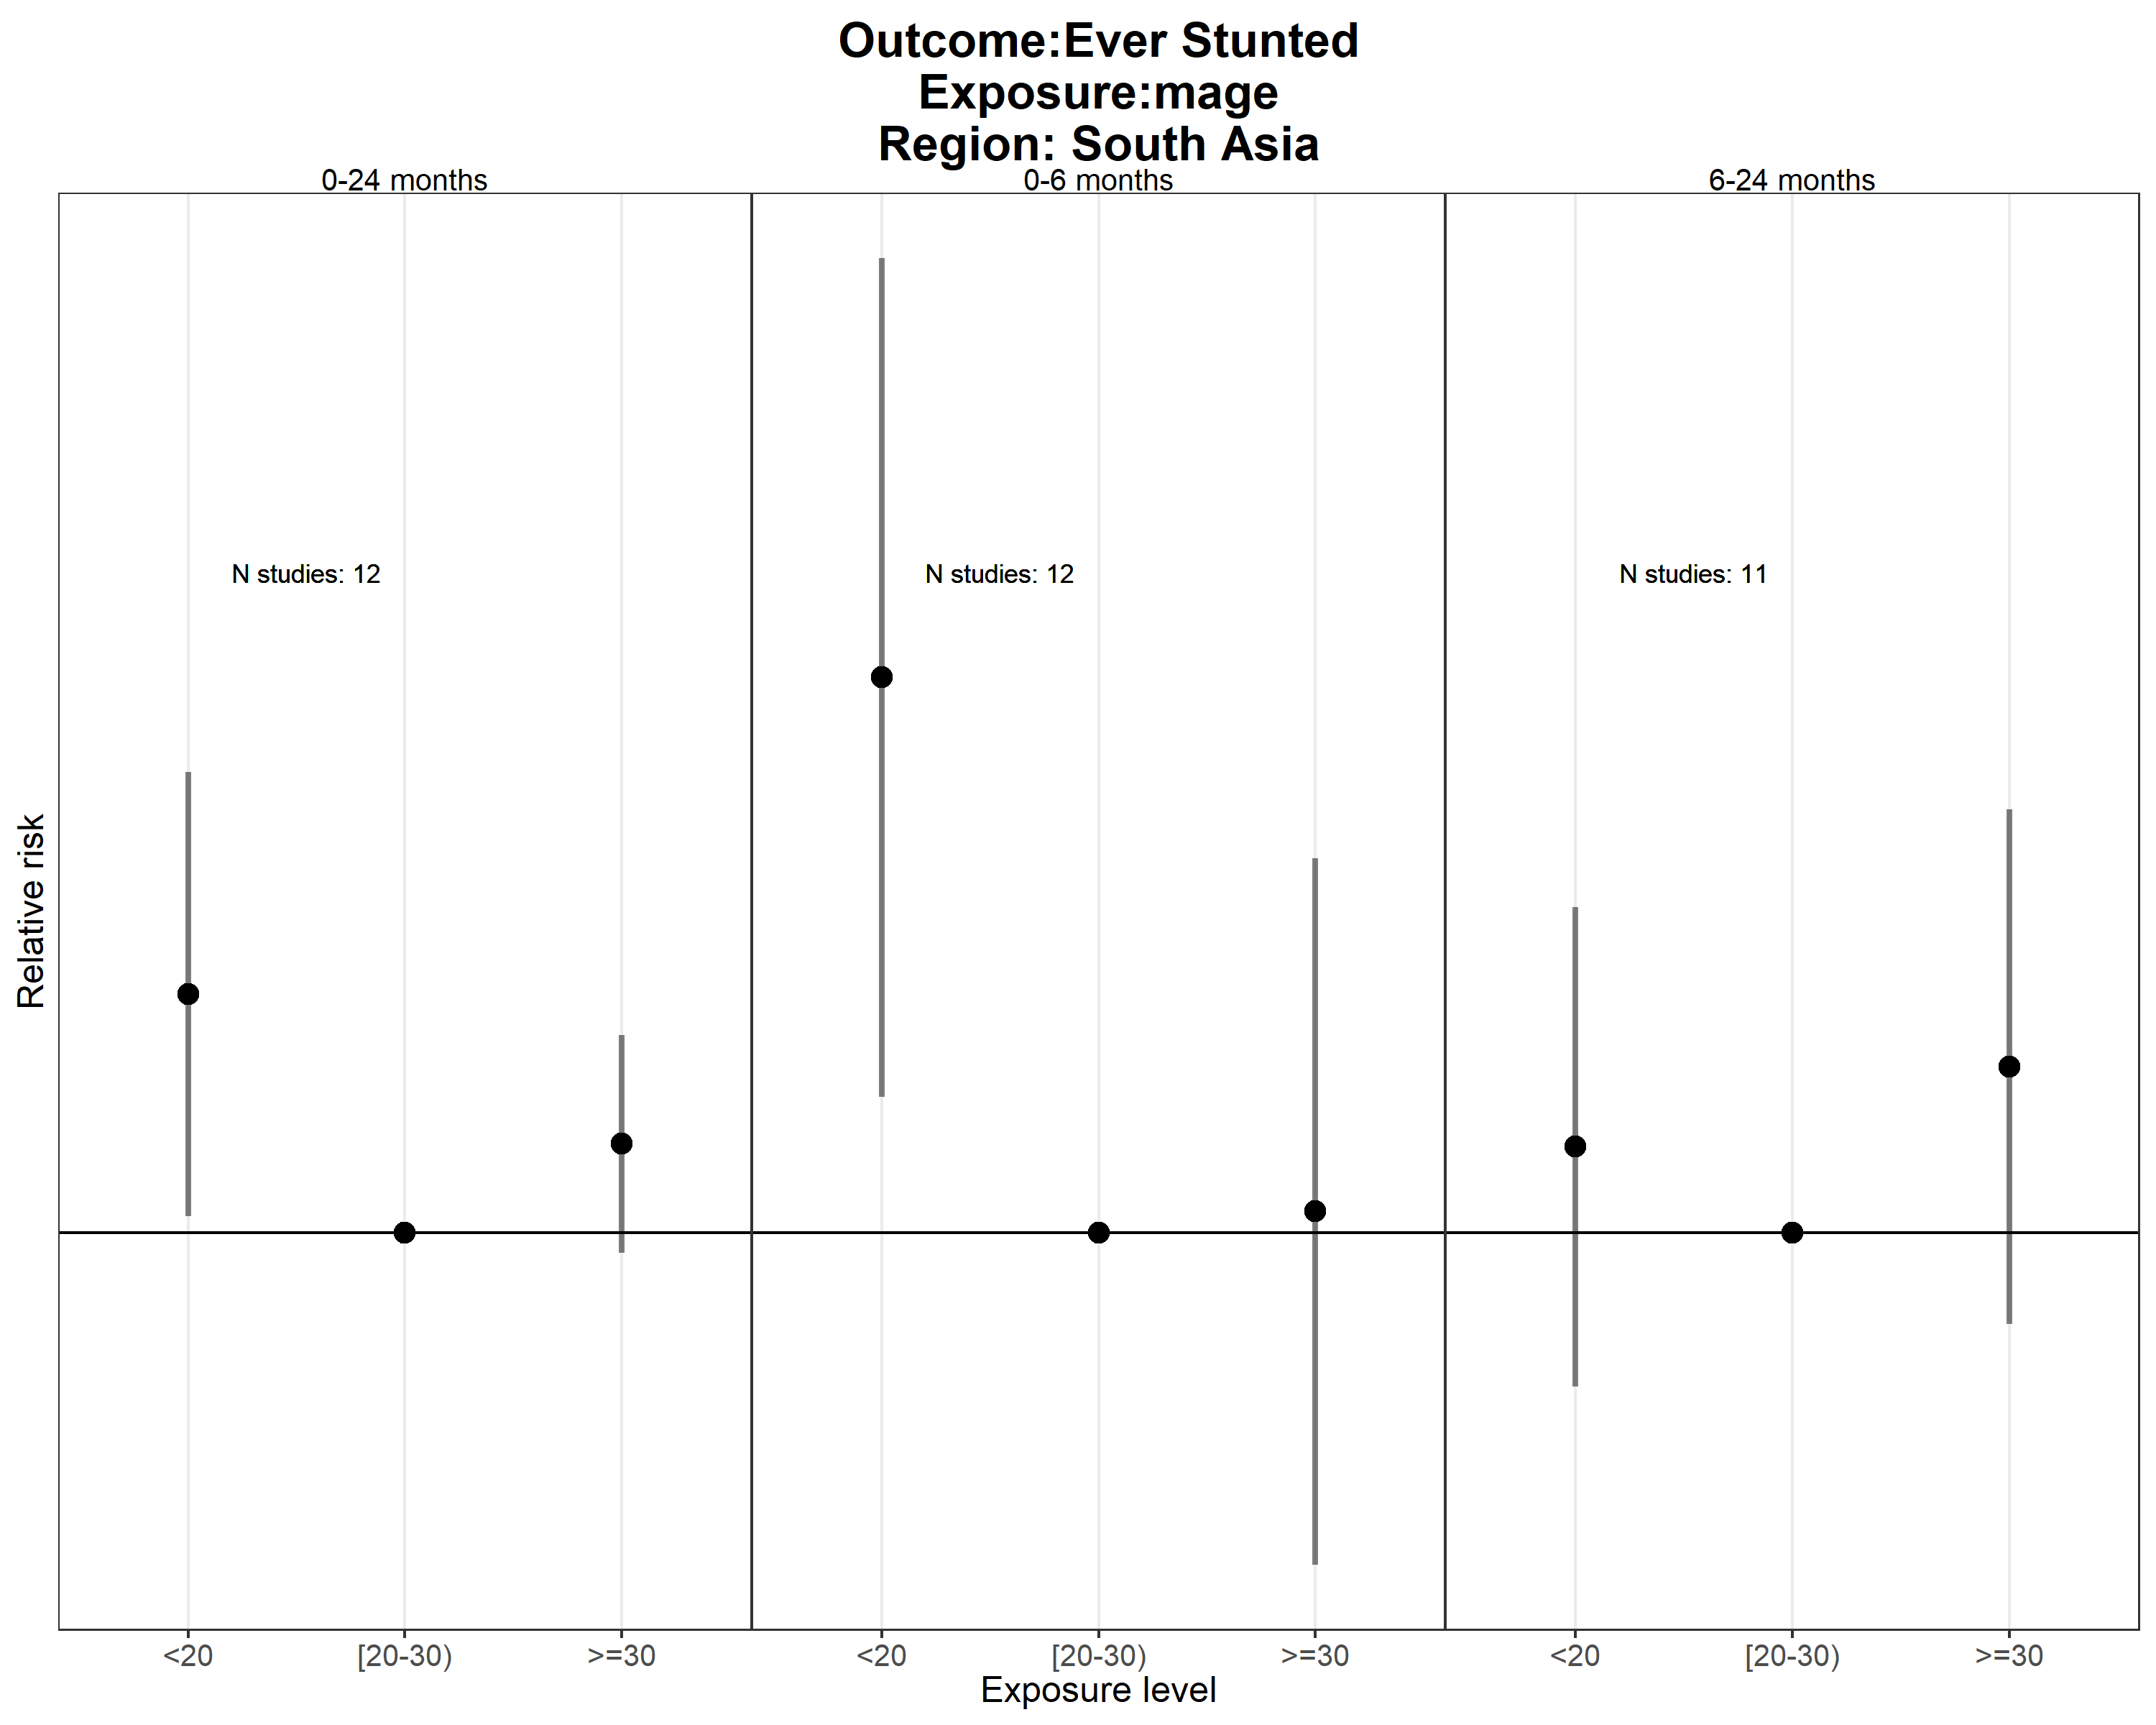 Outcome:Ever Stunted
Exposure:mage
Region: South Asia
0-24 months
0-6 months
6-24 months
N studies: 12
N studies: 12
N studies: 11
Relative risk
<20
[20-30)
>=30
<20
[20-30)
>=30
<20
[20-30)
>=30
Exposure level